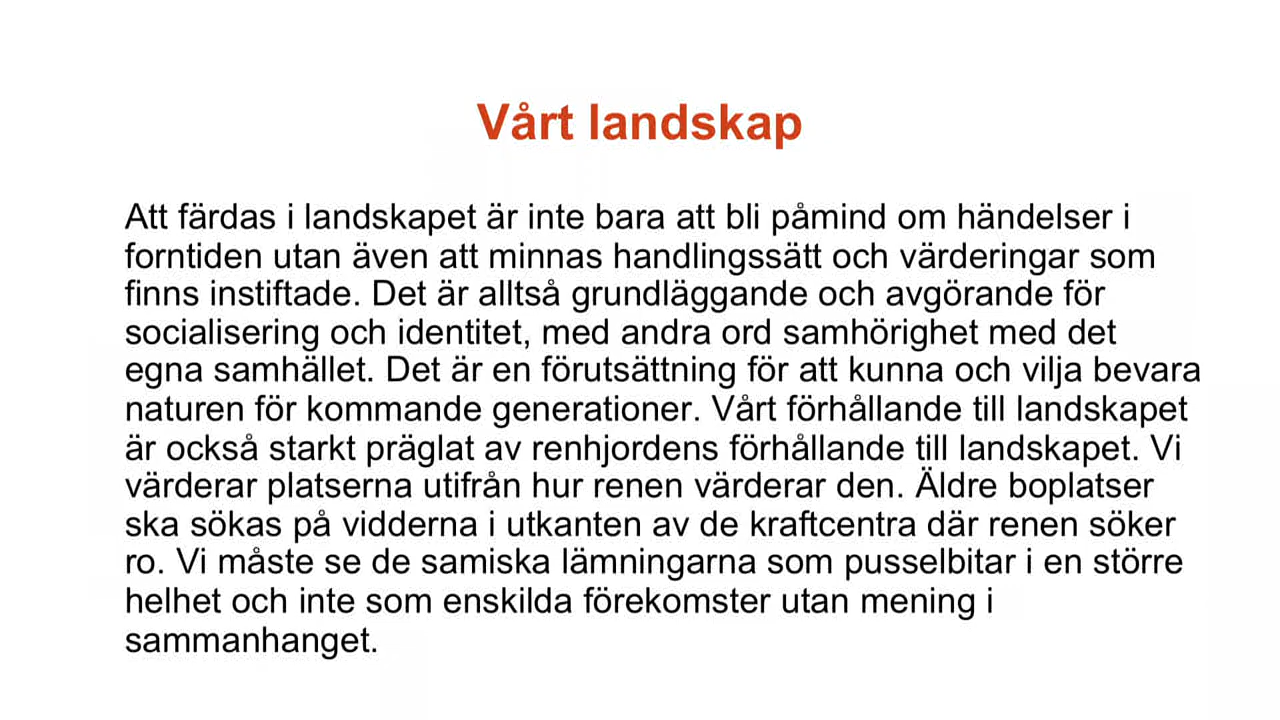 Vårt landskap
Att färdas i landskapet är inte bara att bli påmind om händelser i
forntiden utan även att minnas handlingssätt och värderingar som
finns instiftade. Det är alltså grundläggande och avgörande för
socialisering och identitet, med andra ord samhörighet med det
egna samhället. Det är en förutsättning för att kunna och vilja bevara
naturen för kommande generationer. Vårt förhållande till landskapet
är också starkt präglat av renhjordens förhållande till landskapet. Vi
värderar platserna utifrån hur renen värderar den. Äldre boplatser
ska sökas på vidderna i utkanten av de kraftcentra där renen söker
ro. Vi måste se de samiska lämningarna som pusselbitar i en större
helhet och inte som enskilda förekomster utan mening i
sammanhanget.